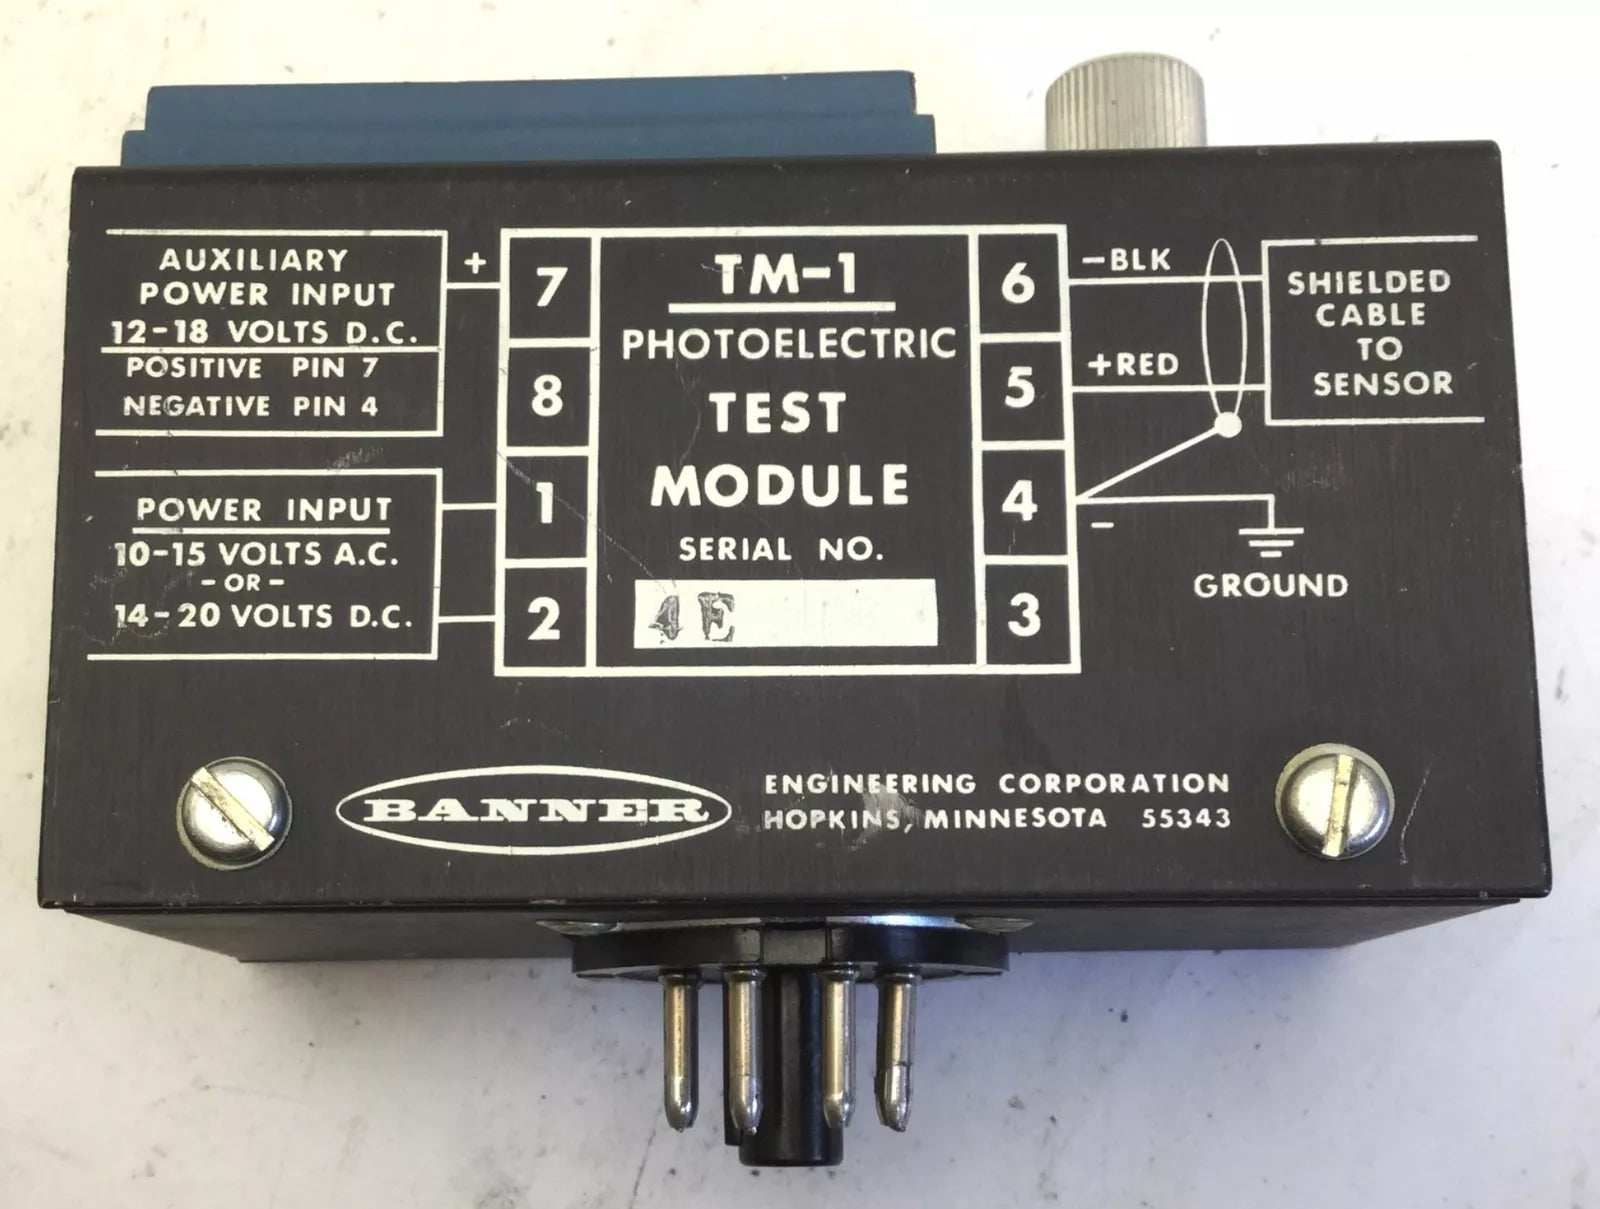 AUXILIARY
POWER INPUT
12-18 VOLTS D.C.
POSITIVE PIN 7
NEGATIVE PIN 4
POWER INPUT
10-15 VOLTS A.C.
-OR-
14-20 VOLTS D.C.
+
7
8
1
2
TM-1
PHOTOELECTRIC
TEST
MODULE
SERIAL NO.
4E
6
5
4
3
-BLK
+RED
-
SHIELDED
CABLE
TO
SENSOR
GROUND
BANNER
ENGINEERING CORPORATION
HOPKINS, MINNESOTA 55343